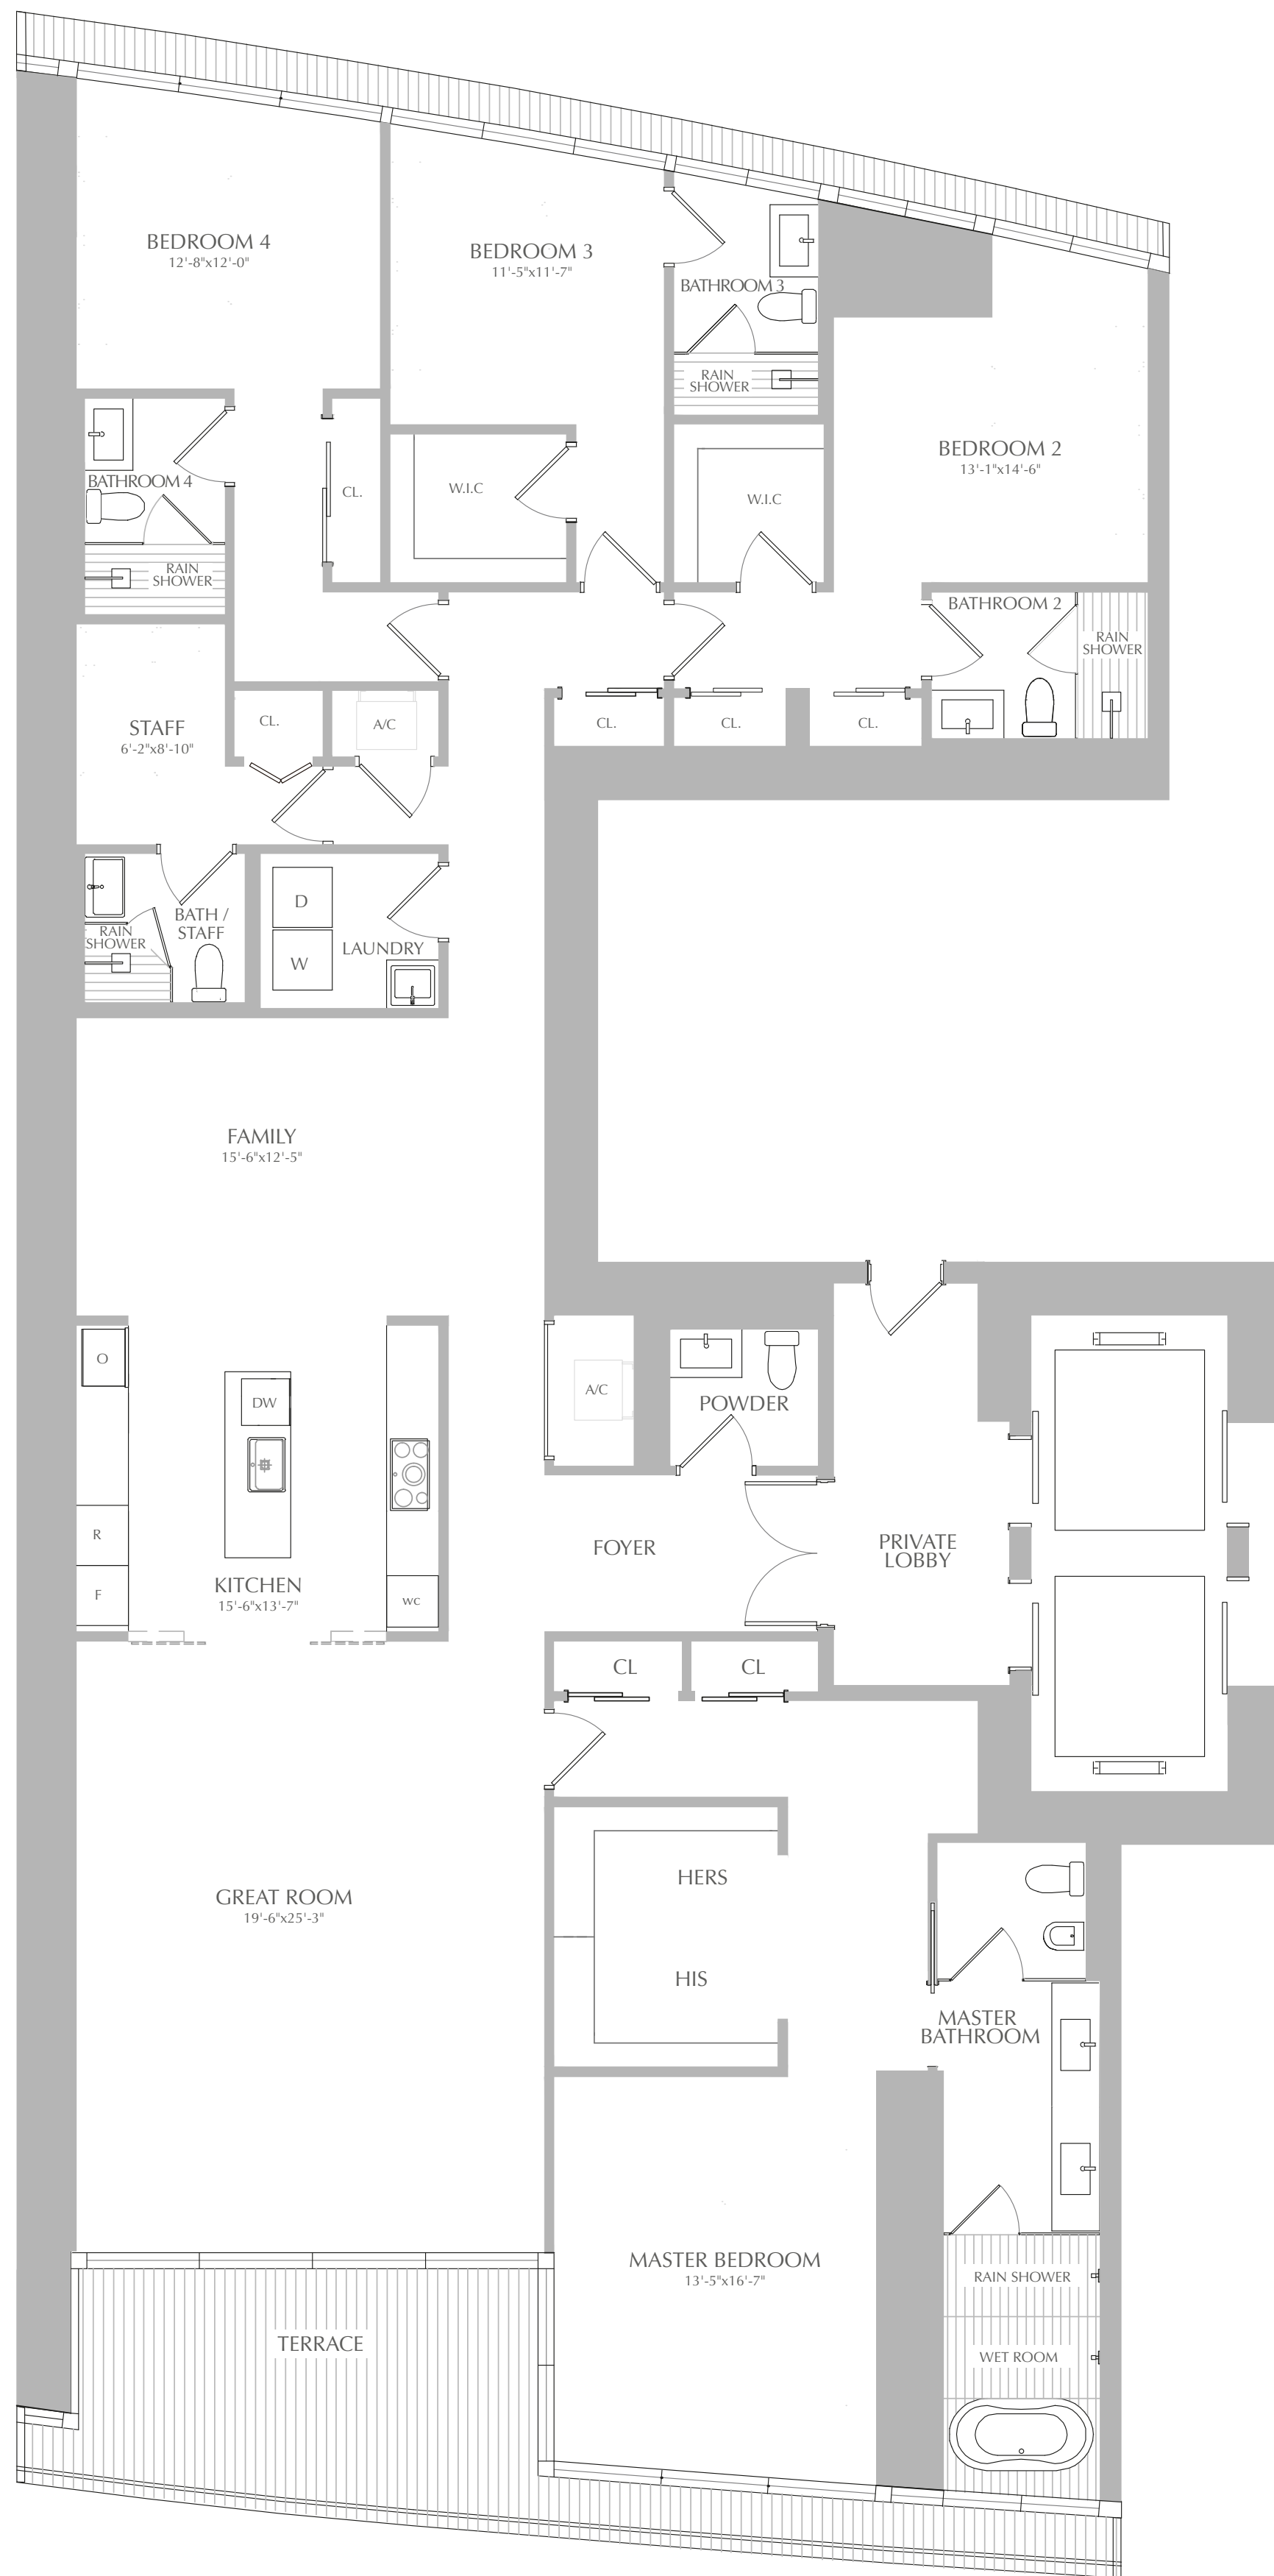 BEDROOM 4
12'-8"x12'-0"
BEDROOM 3
11'-5"x11'-7"
BATHROOM 3
RAIN
SHOWER
BEDROOM 2
13'-1"x14'-6"
BATHROOM 4
RAIN
SHOWER
CL.
W.I.C
W.I.C
BATHROOM 2
RAIN
SHOWER
STAFF
6'-2"x8'-10"
CL.
A/C
CL.
CL.
CL.
BATH /
STAFF
RAIN
SHOWER
D
W
LAUNDRY
FAMILY
15'-6"x12'-5"
O
DW
R
F
KITCHEN
15'-6"x13'-7"
WC
A/C
POWDER
FOYER
PRIVATE
LOBBY
CL
CL
HERS
HIS
GREAT ROOM
19'-6"x25'-3"
MASTER
BATHROOM
MASTER BEDROOM
13'-5"x16'-7"
RAIN SHOWER
WET ROOM
TERRACE